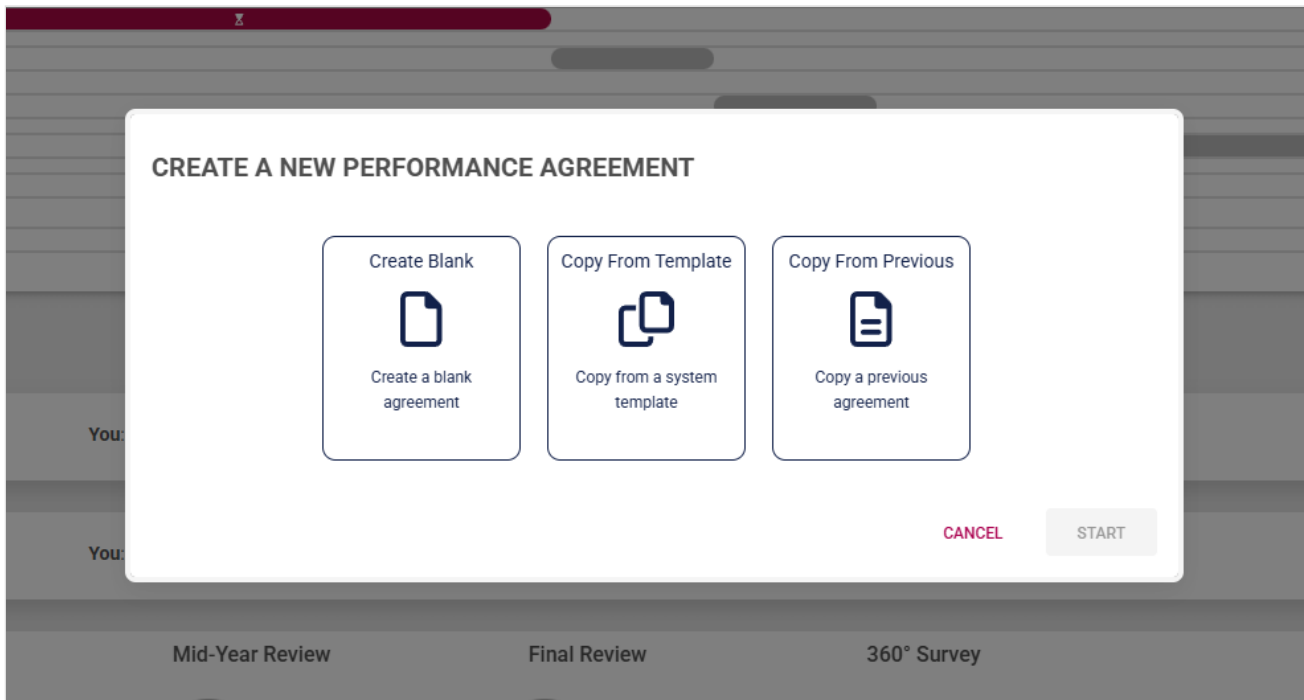 CREATE A NEW PERFORMANCE AGREEMENT
Create Blank
Create a blank
agreement
Copy From Template
Copy from a system
template
Copy From Previous
Copy a previous
agreement
CANCEL
START
You:
You:
Mid-Year Review
Final Review
360° Survey